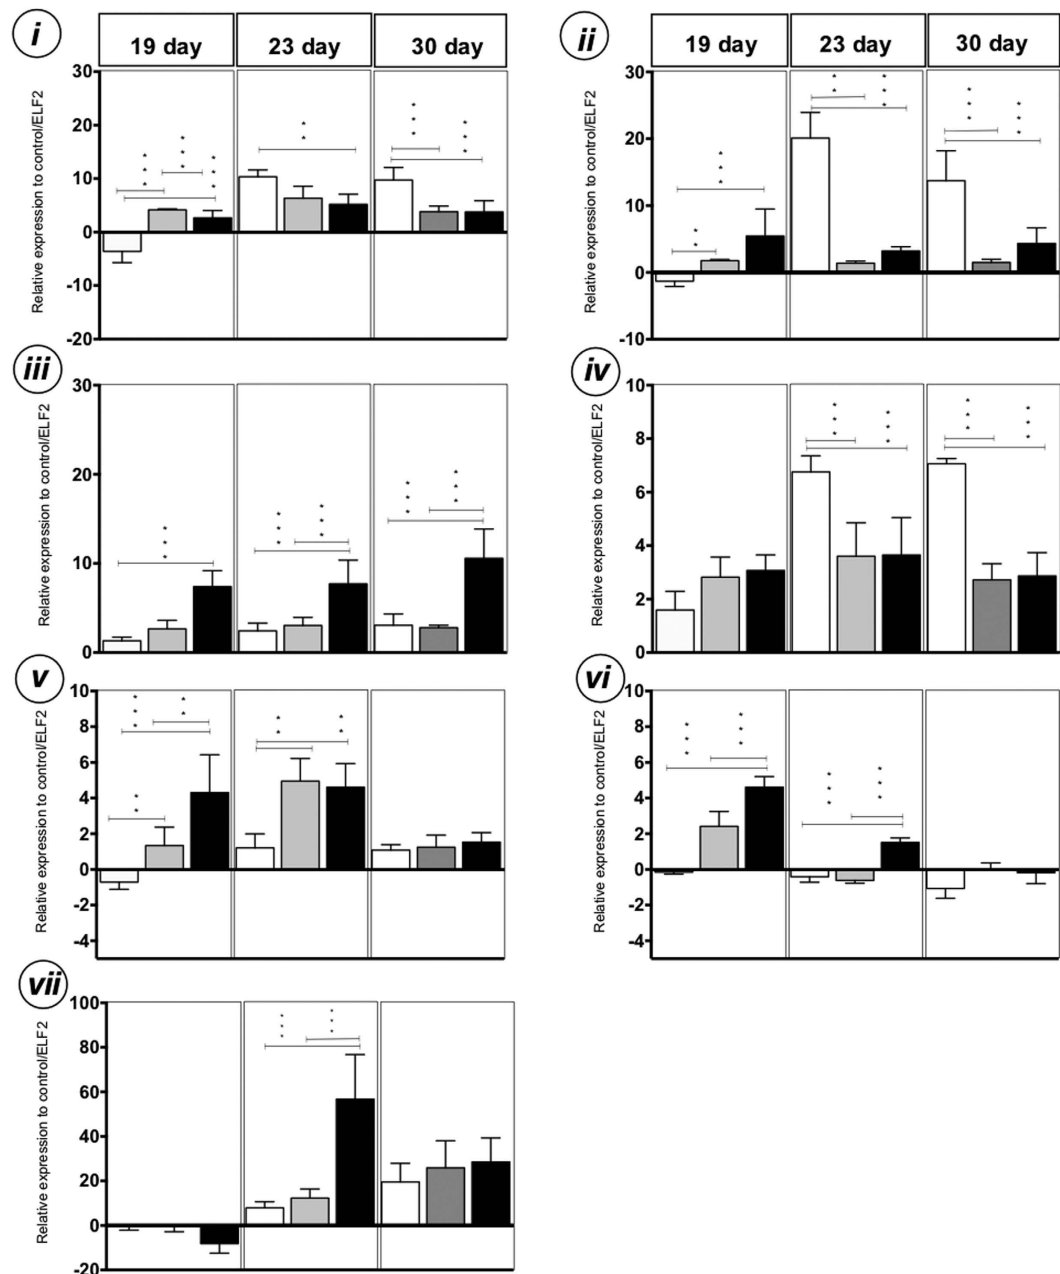 i
19 day
23 day
30 day
Relative expression to control/ELF2
30
20
10
0
-10
-20
* * *
* * *
* * *
* *
* * *
* * *
ii
19 day
23 day
30 day
Relative expression to control/ELF2
30
20
10
0
-10
* *
* * *
* *
* * *
* * *
* * *
iii
Relative expression to control/ELF2
30
20
10
0
* * *
* * *
* * *
* * *
* * *
iv
Relative expression to control/ELF2
10
8
6
4
2
0
* * *
* * *
* * *
* * *
v
Relative expression to control/ELF2
10
8
6
4
2
0
-2
-4
* * *
* *
* *
* *
* *
vi
Relative expression to control/ELF2
10
8
6
4
2
0
-2
-4
* * *
* * *
* * *
* * *
vii
Relative expression to control/ELF2
100
80
60
40
20
0
-20
* * *
* * *